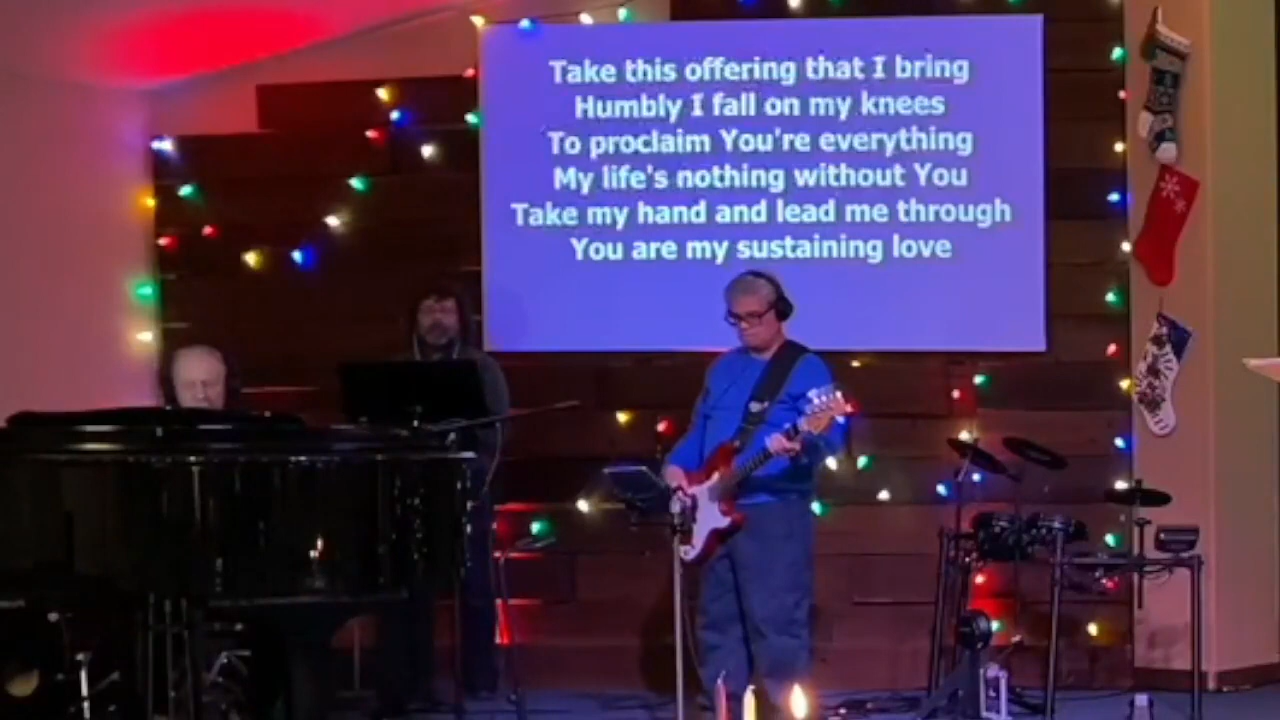 Take this offering that I bring
Humbly I fall on my knees
To proclaim You're everything
My life's nothing without You
Take my hand and lead me through
You are my sustaining love